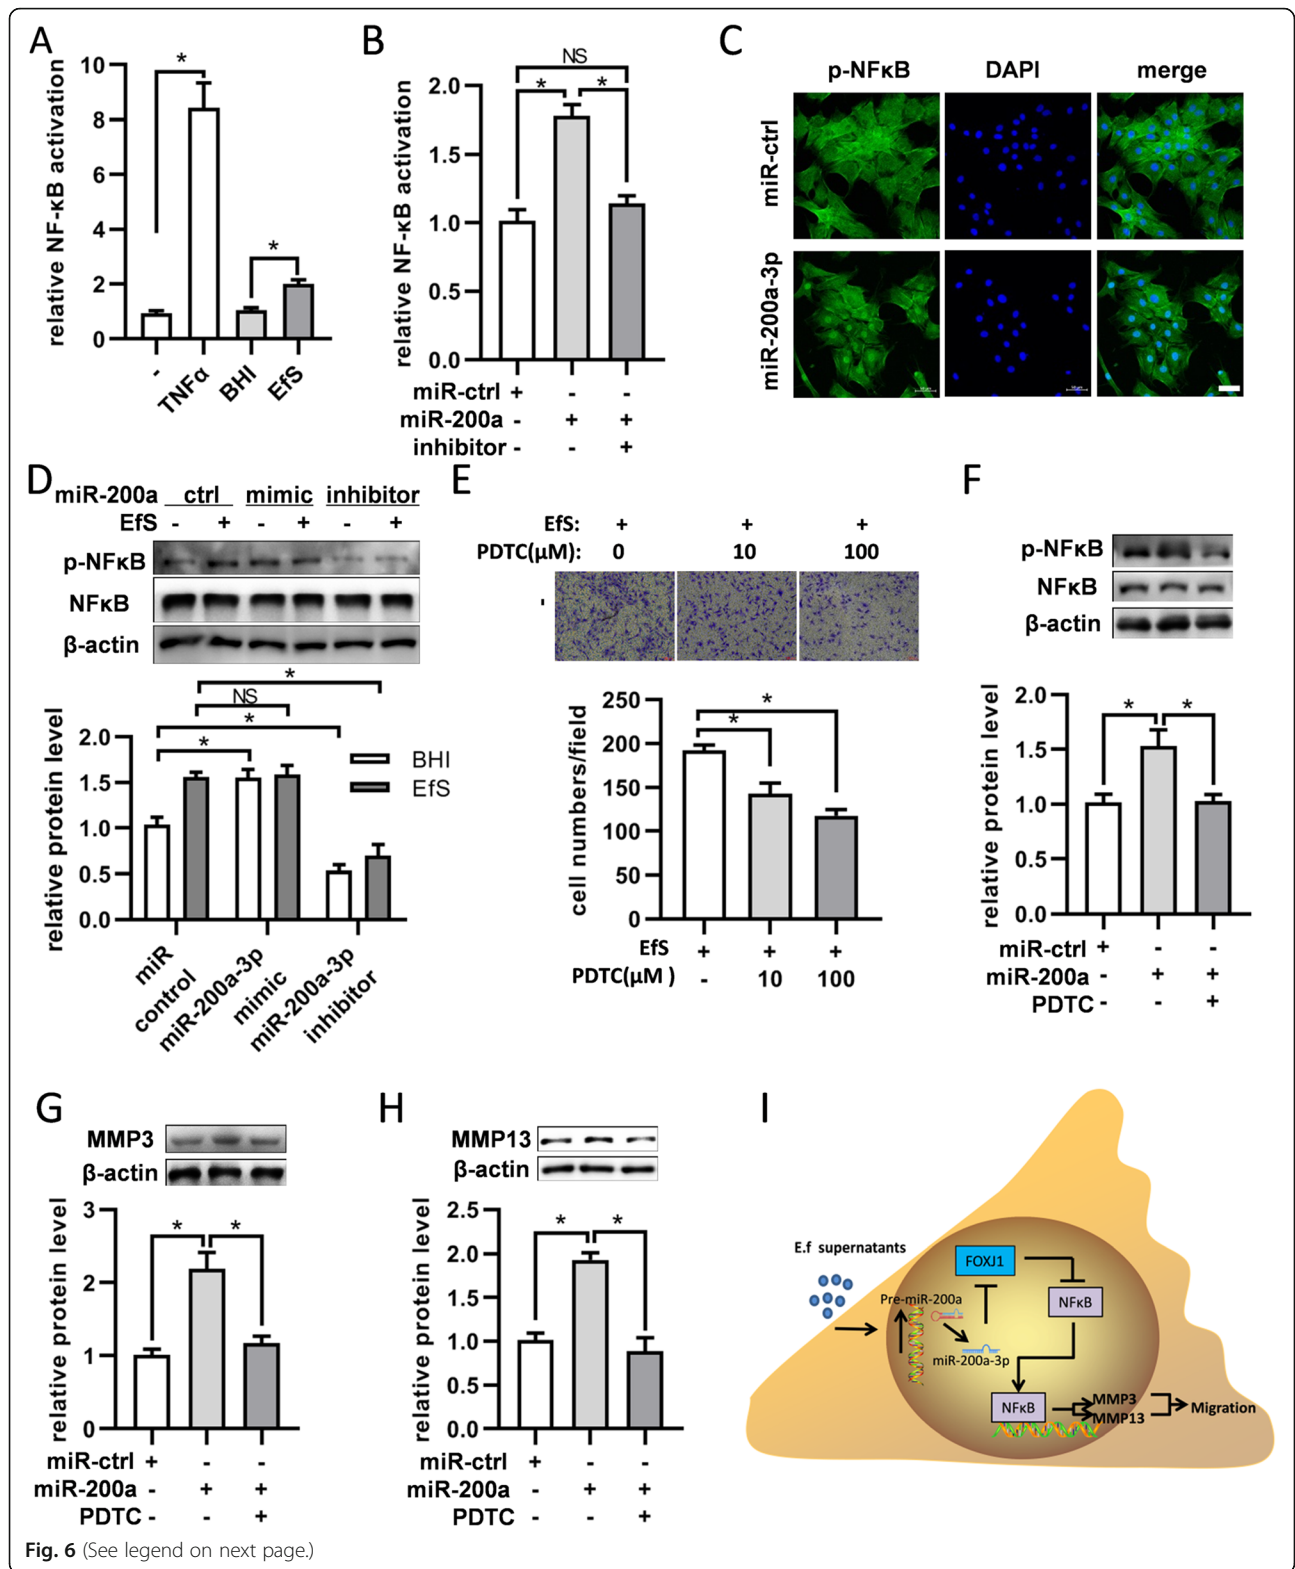 A
relative NF-κB activation
10
8
6
4
2
0
*
*
-
TNFα
BHI
EfS
B
relative NF-κB activation
2.0
1.5
1.0
0.5
0.0
NS
*
*
miR-ctrl + - -
miR-200a - + +
inhibitor - - +
C
p-NFκB DAPI merge
miR-ctrl
miR-200a-3p
D
miR-200a ctrl mimic inhibitor
EfS - + - + - +
p-NFκB
NFκB
β-actin
relative protein level
2.0
1.5
1.0
0.5
0.0
*
NS
*
*
BHI
EfS
miR
control
miR-200a-3p
mimic
miR-200a-3p
inhibitor
E
EfS: + + +
PDTC(μM): 0 10 100
cell numbers/field
250
200
150
100
50
0
*
*
EfS + + +
PDTC(μM ) - 10 100
F
p-NFκB
NFκB
β-actin
relative protein level
2.0
1.5
1.0
0.5
0.0
* *
miR-ctrl + - -
miR-200a - + +
PDTC - - +
G
MMP3
β-actin
relative protein level
3
2
1
0
* *
miR-ctrl + - -
miR-200a - + +
PDTC - - +
H
MMP13
β-actin
relative protein level
2.5
2.0
1.5
1.0
0.5
0.0
* *
miR-ctrl + - -
miR-200a - + +
PDTC - - +
I
E.f supernatants
FOXJ1
Pre-miR-200a
NFκB
miR-200a-3p
NFκB
MMP3
MMP13
Migration
Fig. 6 (See legend on next page.)